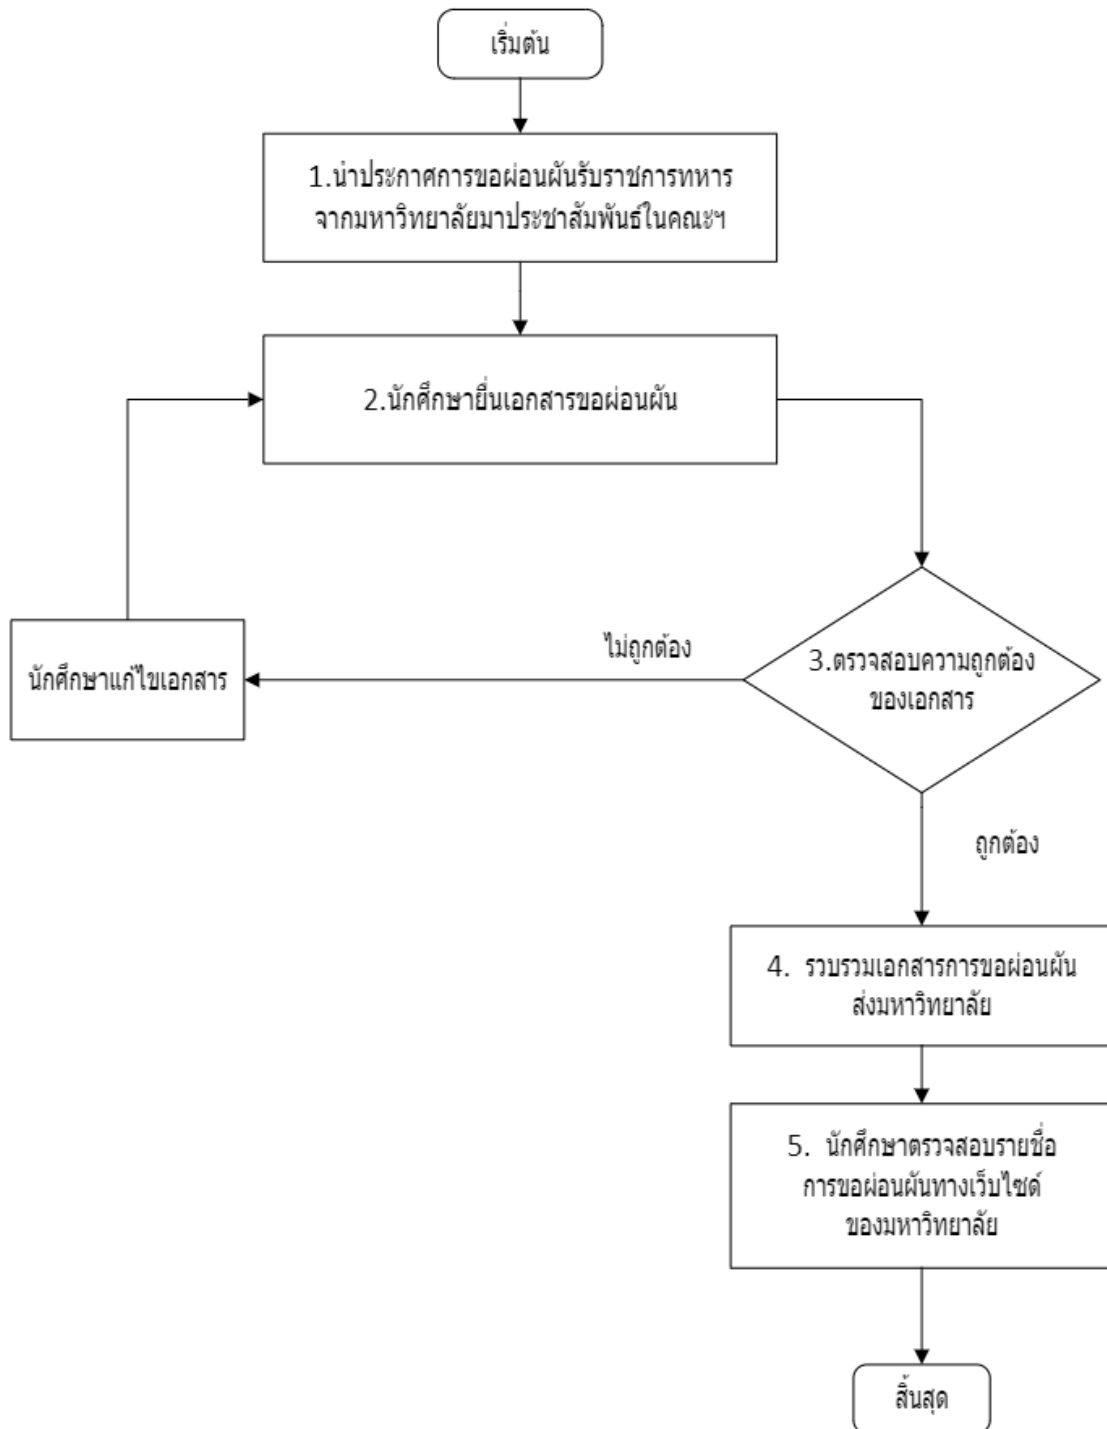 เริ่มต้น
1.นำประกาศการขอผ่อนผันรับราชการทหาร
จากมหาวิทยาลัยมาประชาสัมพันธ์ในคณะฯ
2.นักศึกษายื่นเอกสารขอผ่อนผัน
ไม่ถูกต้อง
3.ตรวจสอบความถูกต้อง
ของเอกสาร
นักศึกษาแก้ไขเอกสาร
ถูกต้อง
4. รวบรวมเอกสารการขอผ่อนผัน
ส่งมหาวิทยาลัย
5. นักศึกษาตรวจสอบรายชื่อ
การขอผ่อนผันทางเว็บไซด์
ของมหาวิทยาลัย
สิ้นสุด